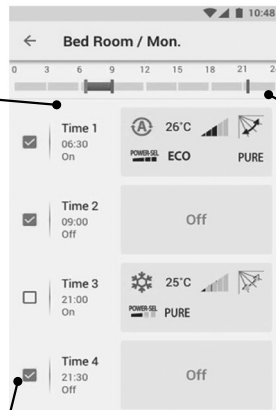 10:48
Bed Room / Mon.
0 3 6 9 12 15 18 21 2
Time 1
06:30
On
A 26°C
POWER-SEL ECO PURE
Time 2
09:00
Off
Off
Time 3
21:00
On
25°C
POWER-SEL PURE
Time 4
21:30
Off
Off